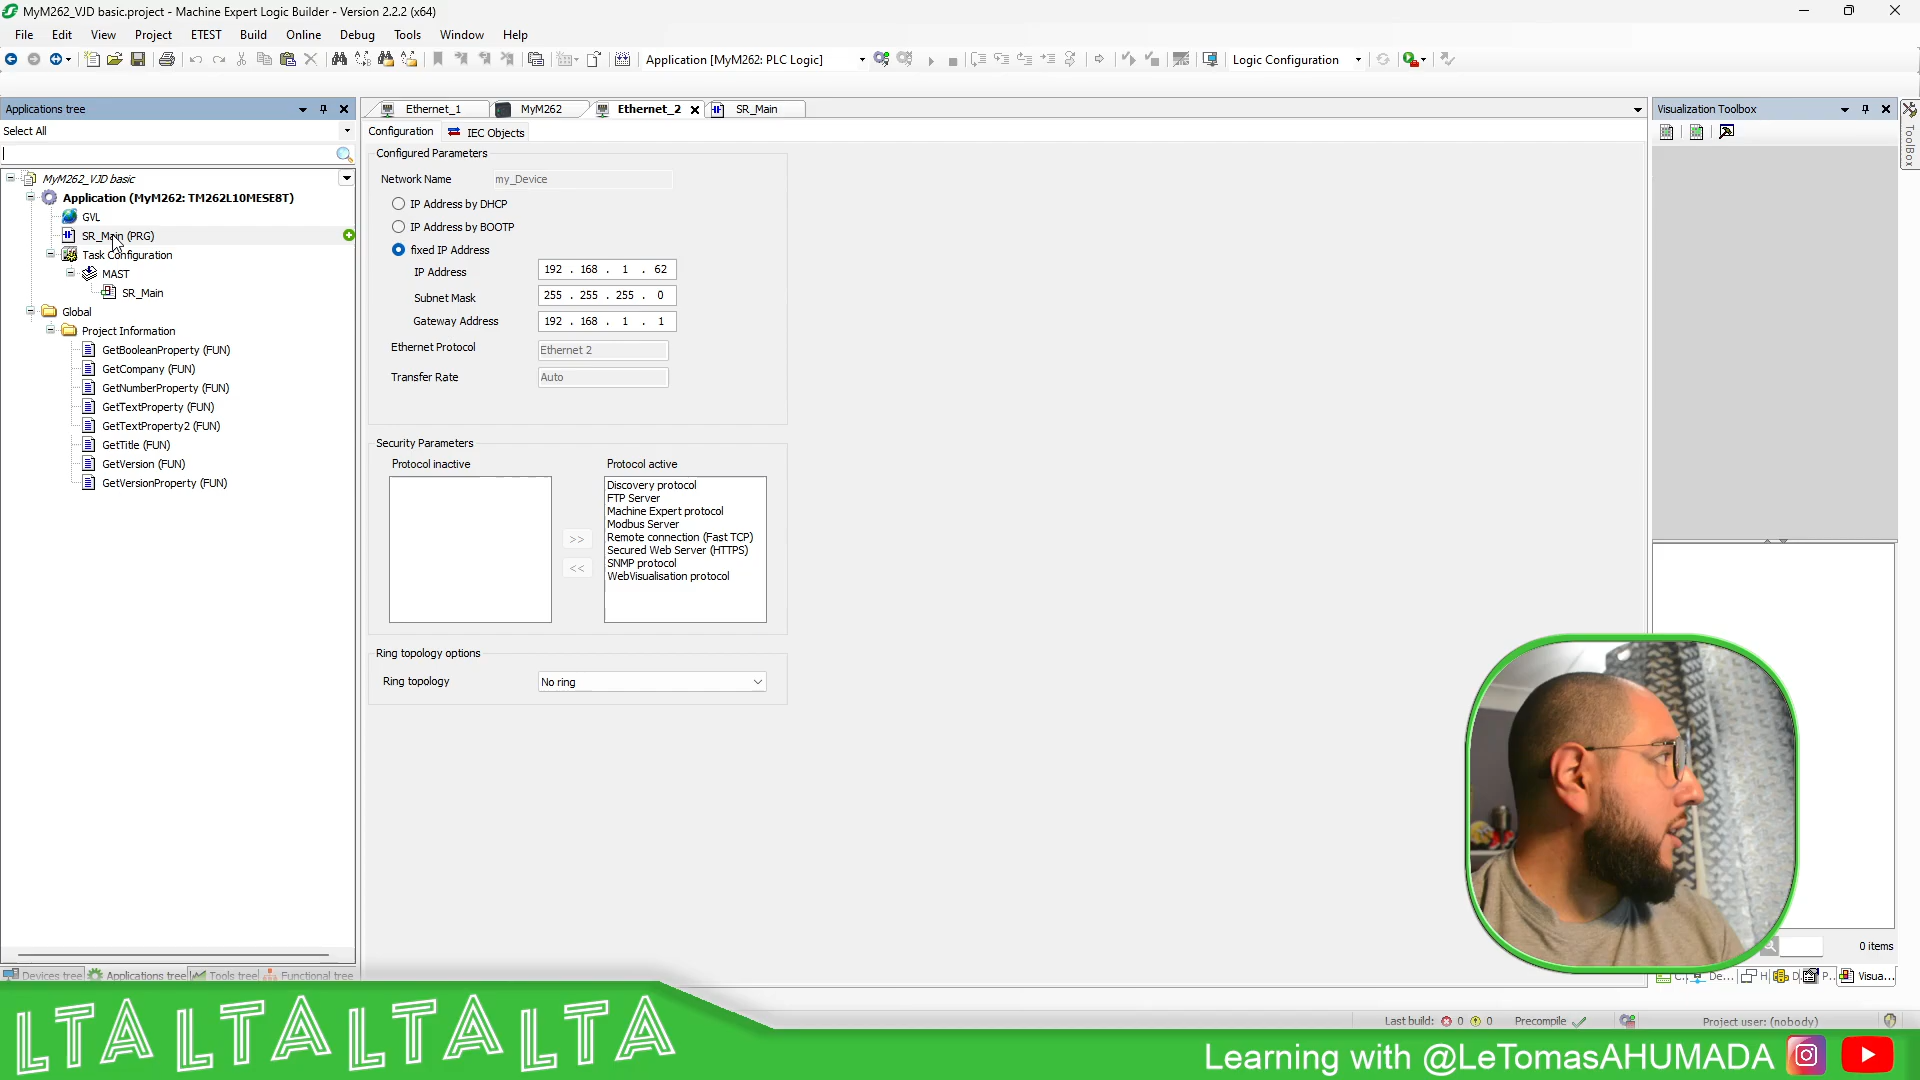 MyM262_VJD basic.project - Machine Expert Logic Builder - Version 2.2.2 (x64)
File Edit View Project ETEST Build Online Debug Tools Window Help
Application [MyM262: PLC Logic] Logic Configuration
Applications tree
Select All
MyM262_VJD basic
Application (MyM262: TM262L10MESE8T)
GVL
SR_Main (PRG)
Task Configuration
MAST
SR_Main
Global
Project Information
GetBooleanProperty (FUN)
GetCompany (FUN)
GetNumberProperty (FUN)
GetTextProperty (FUN)
GetTextProperty2 (FUN)
GetTitle (FUN)
GetVersion (FUN)
GetVersionProperty (FUN)
Devices tree Applications tree Tools tree Functional tree
Ethernet_1 MyM262 Ethernet_2 SR_Main
Configuration IEC Objects
Configured Parameters
Network Name my_Device
IP Address by DHCP
IP Address by BOOTP
fixed IP Address
IP Address 192 . 168 . 1 . 62
Subnet Mask 255 . 255 . 255 . 0
Gateway Address 192 . 168 . 1 . 1
Ethernet Protocol Ethernet 2
Transfer Rate Auto
Security Parameters
Protocol inactive Protocol active
Discovery protocol
FTP Server
Machine Expert protocol
Modbus Server
Remote connection (Fast TCP)
Secured Web Server (HTTPS)
SNMP protocol
WebVisualisation protocol
>>
<<
Ring topology options
Ring topology No ring
Visualization Toolbox
ToolBox
0 items
C... De... H D. P.. Visua...
Last build: 0 0 Precompile Project user: (nobody)
LTALTALTALTA
Learning with @LeTomasAHUMADA